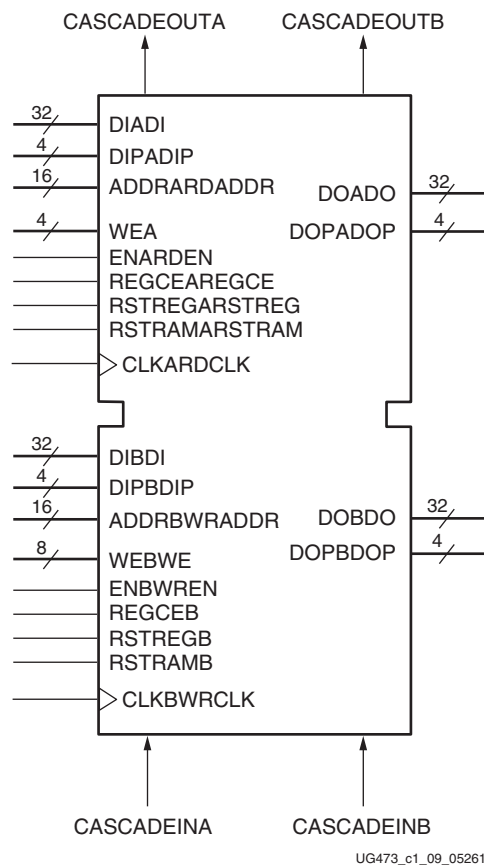 CASCADEOUTA CASCADEOUTB
32 DIADI
4 DIPADIP
16 ADDRARDADDR
DOADO 32
4 WEA
DOPADOP 4
ENARDEN
REGCEAREGCE
RSTREGARSTREG
RSTRAMARSTRAM
CLKARDCLK
32 DIBDI
4 DIPBDIP
16 ADDRBWRADDR
DOBDO 32
8 WEBWE
DOPBDOP 4
ENBWREN
REGCEB
RSTREGB
RSTRAMB
CLKBWRCLK
CASCADEINA CASCADEINB
UG473_c1_09_05261